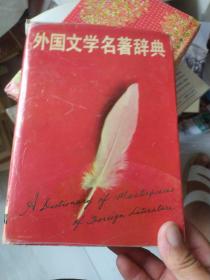 外国文学名著辞典
A Dictionary of Masterpieces
of Foreign Literature